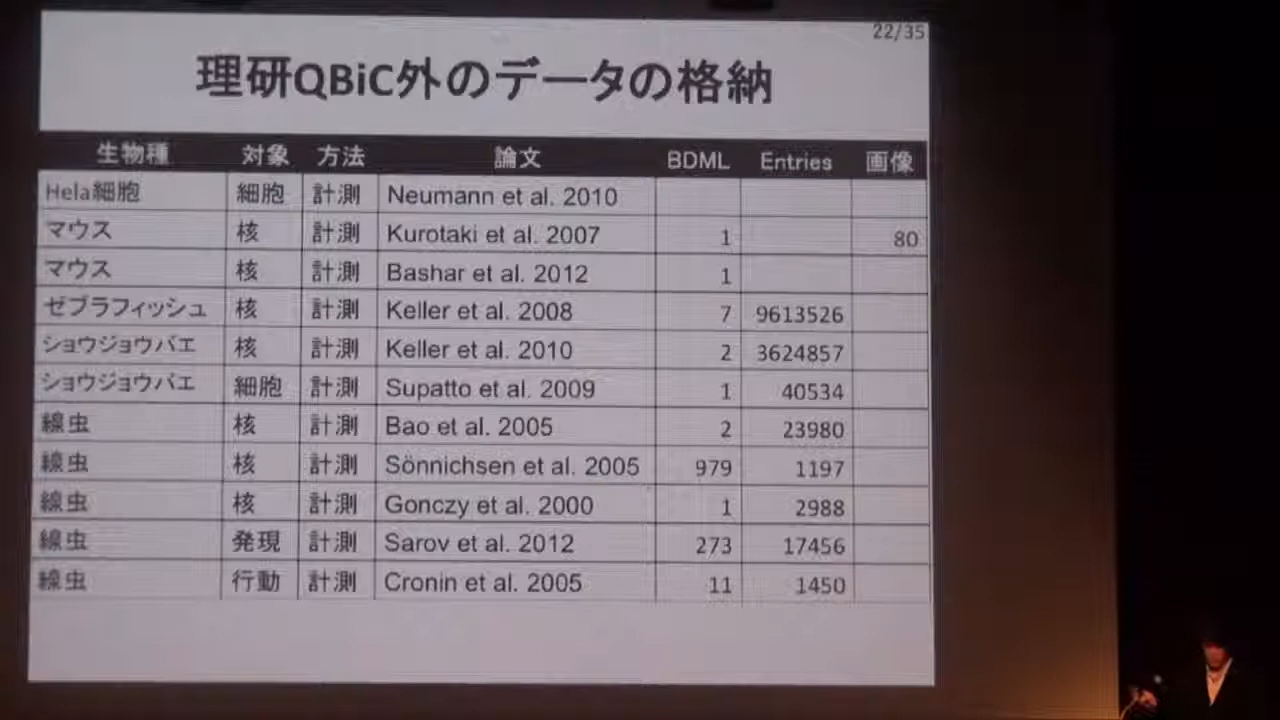 22/35
理研QBiC外のデータの格納
生物種 対象 方法 論文 BDML Entries 画像
Hela細胞 細胞 計測 Neumann et al. 2010
マウス 核 計測 Kurotaki et al. 2007 1 80
マウス 核 計測 Bashar et al. 2012 1
ゼブラフィッシュ 核 計測 Keller et al. 2008 7 9613526
ショウジョウバエ 核 計測 Keller et al. 2010 2 3624857
ショウジョウバエ 細胞 計測 Supatto et al. 2009 1 40534
線虫 核 計測 Bao et al. 2005 2 23980
線虫 核 計測 Sönnichsen et al. 2005 979 1197
線虫 核 計測 Gonczy et al. 2000 1 2988
線虫 発現 計測 Sarov et al. 2012 273 17456
線虫 行動 計測 Cronin et al. 2005 11 1450